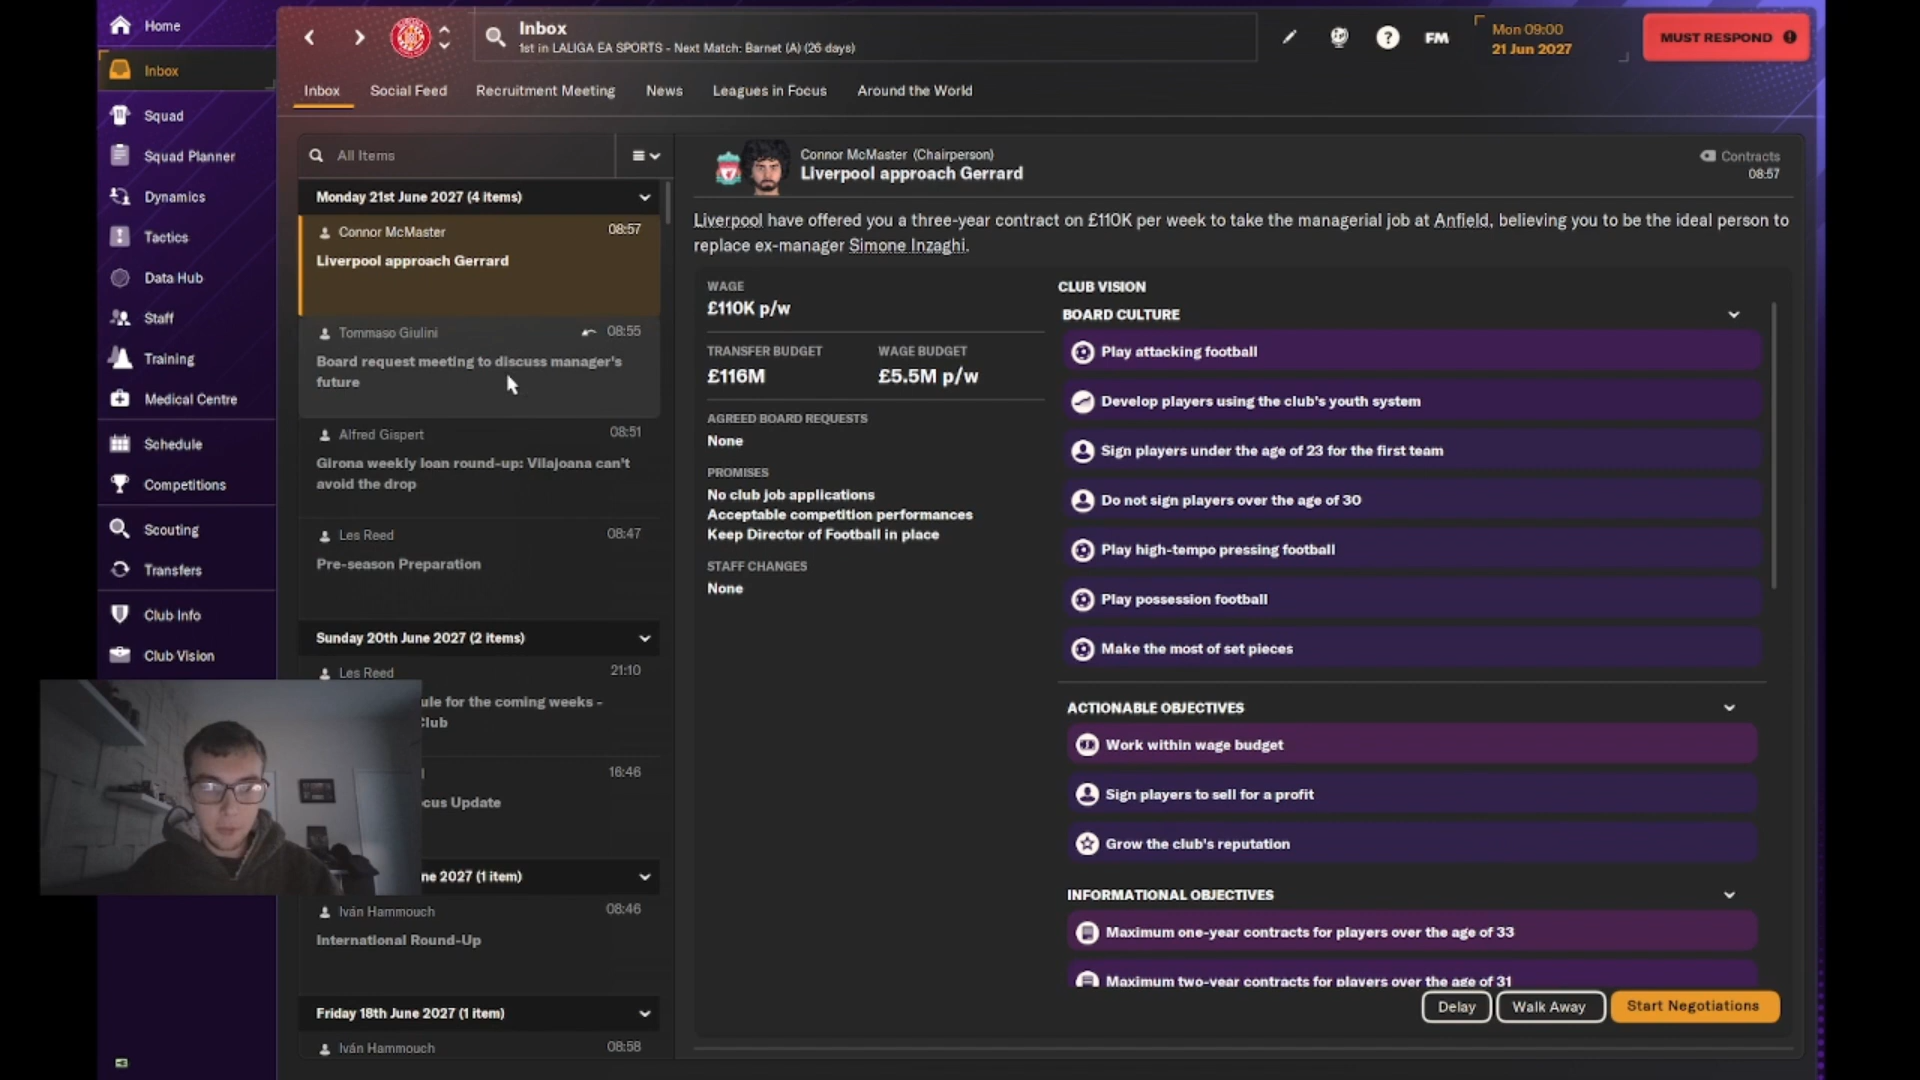 Home
Inbox
Squad
Squad Planner
Dynamics
Tactics
Data Hub
Staff
Training
Medical Centre
Schedule
Competitions
Scouting
Transfers
Club Info
Club Vision
Inbox
1st in LALIGA EA SPORTS - Next Match: Barnet (A) (26 days)
FM
Mon 09:00
21 Jun 2027
MUST RESPOND
Inbox
Social Feed
Recruitment Meeting
News
Leagues in Focus
Around the World
All Items
Monday 21st June 2027 (4 items)
Connor McMaster 08:57
Liverpool approach Gerrard
Tommaso Giulini 08:55
Board request meeting to discuss manager's
future
Alfred Gispert 08:51
Girona weekly loan round-up: Vilajoana can't
avoid the drop
Les Reed 08:47
Pre-season Preparation
Sunday 20th June 2027 (2 items)
Les Reed 21:10
ule for the coming weeks -
Club
16:46
ocus Update
ne 2027 (1 item)
Iván Hammouch 08:46
International Round-Up
Friday 18th June 2027 (1 item)
Iván Hammouch 08:58
Connor McMaster (Chairperson)
Liverpool approach Gerrard
Contracts
08:57
Liverpool have offered you a three-year contract on £110K per week to take the managerial job at Anfield, believing you to be the ideal person to
replace ex-manager Simone Inzaghi.
WAGE
£110K p/w
TRANSFER BUDGET
£116M
WAGE BUDGET
£5.5M p/w
AGREED BOARD REQUESTS
None
PROMISES
No club job applications
Acceptable competition performances
Keep Director of Football in place
STAFF CHANGES
None
CLUB VISION
BOARD CULTURE
Play attacking football
Develop players using the club's youth system
Sign players under the age of 23 for the first team
Do not sign players over the age of 30
Play high-tempo pressing football
Play possession football
Make the most of set pieces
ACTIONABLE OBJECTIVES
Work within wage budget
Sign players to sell for a profit
Grow the club's reputation
INFORMATIONAL OBJECTIVES
Maximum one-year contracts for players over the age of 33
Maximum two-year contracts for players over the age of 31
Delay
Walk Away
Start Negotiations